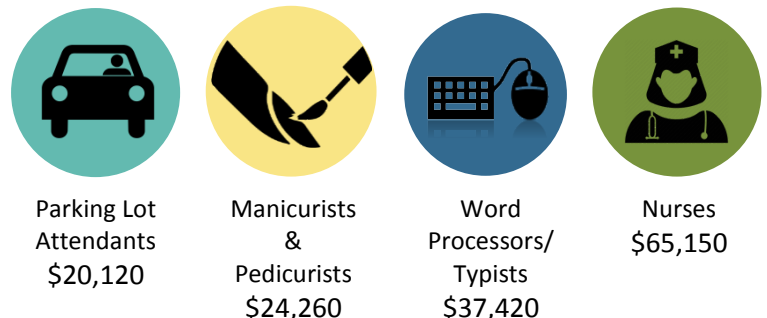 Parking Lot
Attendants
$20,120
Manicurists
&
Pedicurists
$24,260
Word
Processors/
Typists
$37,420
Nurses
$65,150